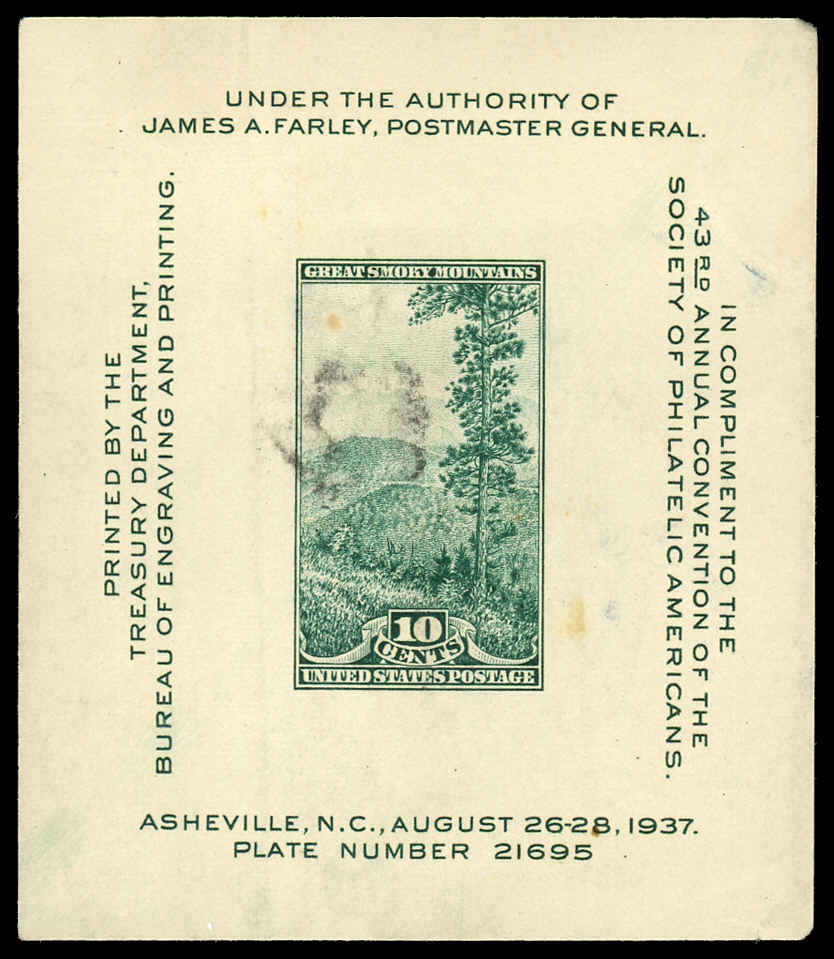 UNDER THE AUTHORITY OF
JAMES A. FARLEY, POSTMASTER GENERAL.
PRINTED BY THE
TREASURY DEPARTMENT,
BUREAU OF ENGRAVING AND PRINTING.
GREAT SMOKY MOUNTAINS
10
CENTS
UNITED STATES POSTAGE
IN COMPLIMENT TO THE
43RD ANNUAL CONVENTION OF THE
SOCIETY OF PHILATELIC AMERICANS.
ASHEVILLE, N.C., AUGUST 26-28, 1937.
PLATE NUMBER 21695